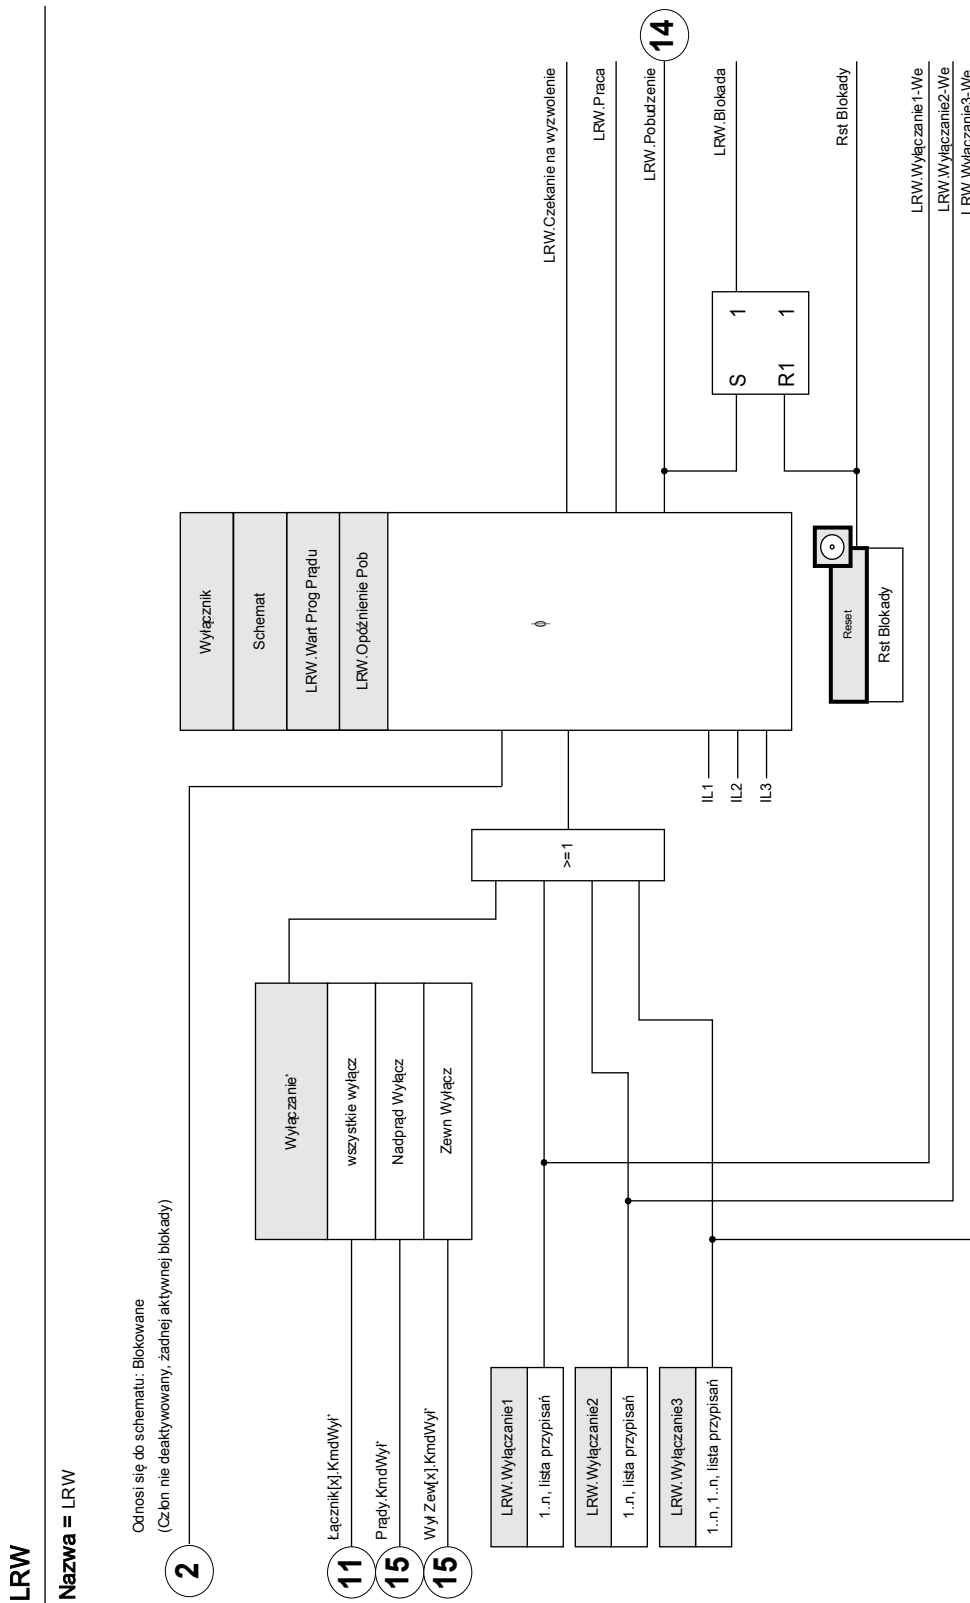 LRW
Nazwa = LRW
Odnosi się do schematu: Blokowane
(Człon nie deaktywowany, żadnej aktywnej blokady)
2
Łącznik[x].KmdWył*
11
Prądy.KmdWył*
15
Wył Zew[x].KmdWył*
15
Wyłączanie*
wszystkie wyłącz
Nadprąd Wyłącz
Zewn Wyłącz
LRW.Wyłączanie1
1..n, lista przypisań
LRW.Wyłączanie2
1..n, lista przypisań
LRW.Wyłączanie3
1..n, 1..n, lista przypisań
>=1
IL1
IL2
IL3
Wyłącznik
Schemat
LRW.Wart Prog Prądu
LRW.Opóźnienie Pob
ϕ
Reset
Rst Blokady
S 1
R1 1
LRW.Czekanie na wyzwolenie
LRW.Praca
LRW.Pobudzenie
14
LRW.Blokada
Rst Blokady
LRW.Wyłączanie1-We
LRW.Wyłączanie2-We
LRW.Wyłączanie3-We